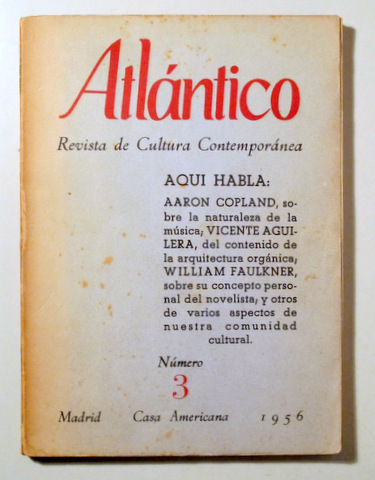 Atlántico
Revista de Cultura Contemporánea
AQUI HABLA:
AARON COPLAND, so-
bre la naturaleza de la
música; VICENTE AGUI-
LERA, del contenido de
la arquitectura orgánica;
WILLIAM FAULKNER,
sobre su concepto perso-
nal del novelista; y otros
de varios aspectos de
nuestra comunidad
cultural.
Número
3
Madrid Casa Americana 1956